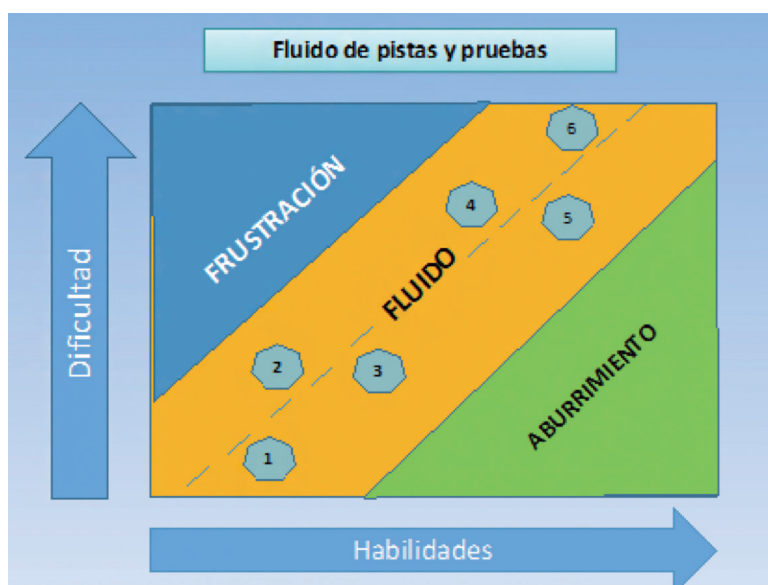 Fluido de pistas y pruebas
Dificultad
FRUSTRACIÓN
FLUIDO
ABURRIMIENTO
6
4
5
2
3
1
Habilidades